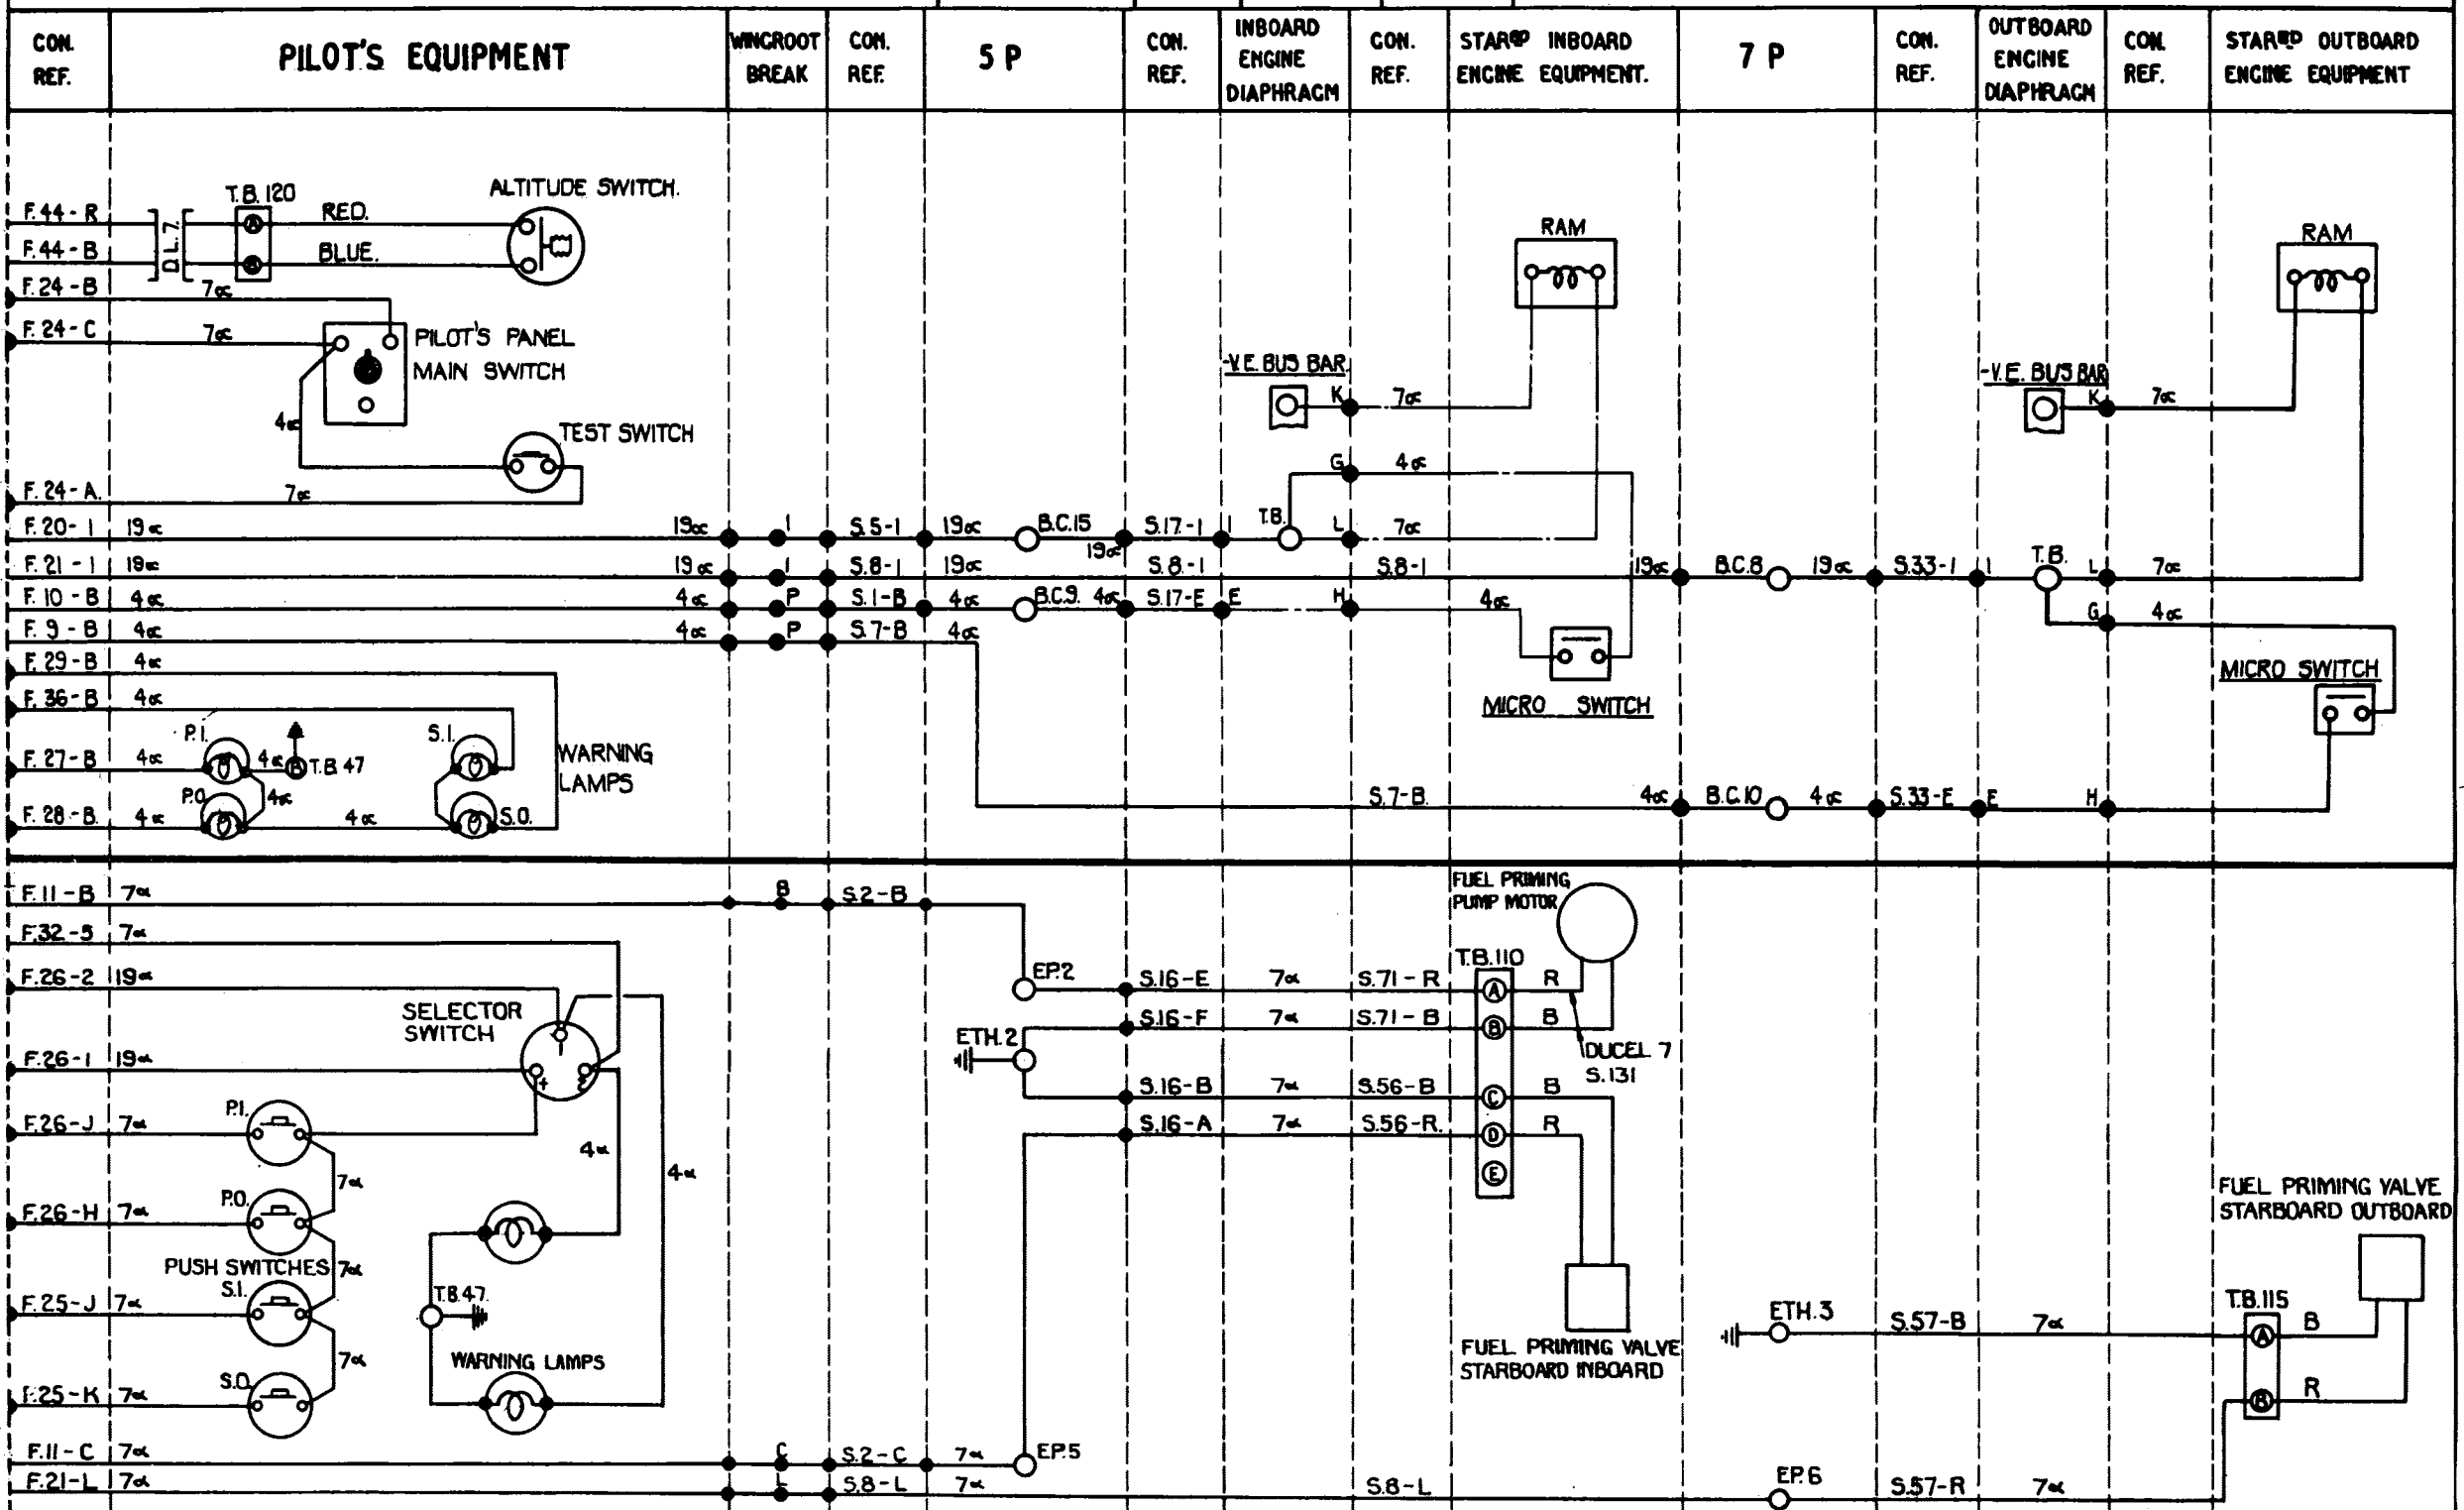 CON. REF.
PILOT'S EQUIPMENT
WINGROOT BREAK
CON. REF.
5 P
CON. REF.
INBOARD ENGINE DIAPHRAGM
CON. REF.
STAR^BD INBOARD ENGINE EQUIPMENT.
7 P
CON. REF.
OUTBOARD ENGINE DIAPHRAGM
CON. REF.
STAR^BD OUTBOARD ENGINE EQUIPMENT
F.44-R
T.B.120
A
RED.
ALTITUDE SWITCH.
F.44-B
D.L.7.
B
BLUE.
F.24-B 7α
F.24-C 7α
PILOT'S PANEL
MAIN SWITCH
4α
TEST SWITCH
F.24-A. 7α
RAM
-V.E. BUS BAR.
K 7α
G 4α
RAM
-V.E. BUS BAR
K 7α
F.20-1 19α 19α 1 S.5-1 19α B.C.15 19α S.17-1 1 T.B. L 7α
F.21-1 19α 19α 1 S.8-1 19α S.8-1 S.8-1 19α B.C.8 19α S.33-1 1 T.B. L 7α
F.10-B 4α 4α P S.1-B 4α B.C.9. 4α S.17-E E H 4α
G 4α
F.9-B 4α 4α P S.7-B 4α
MICRO SWITCH
MICRO SWITCH
F.29-B 4α
F.36-B 4α
P.I.
S.I.
WARNING
LAMPS
F.27-B 4α 4α B T.B.47
P.O.
4α
F.28-B. 4α 4α S.O.
S.7-B. 4α B.C.10 4α S.33-E E H
F.11-B 7α B S.2-B
FUEL PRIMING
PUMP MOTOR
F.32-5 7α
F.26-2 19α
SELECTOR
SWITCH
1
+
2
EP.2 S.16-E 7α S.71-R
T.B.110
A R
ETH.2 S.16-F 7α S.71-B B B
DUCEL 7
S.131
F.26-1 19α
S.16-B 7α S.56-B C B
F.26-J 7α P.I.
S.16-A 7α S.56-R. D R
E
4α
4α
7α
F.26-H 7α P.O.
PUSH SWITCHES
7α
F.25-J 7α S.I.
T.B.47.
7α
WARNING LAMPS
F.25-K 7α S.O.
FUEL PRIMING VALVE
STARBOARD INBOARD
FUEL PRIMING VALVE
STARBOARD OUTBOARD
ETH.3 S.57-B 7α
T.B.115
A B
B R
F.11-C 7α C S.2-C 7α EP.5
F.21-L 7α L S.8-L 7α S.8-L EP.6 S.57-R 7α